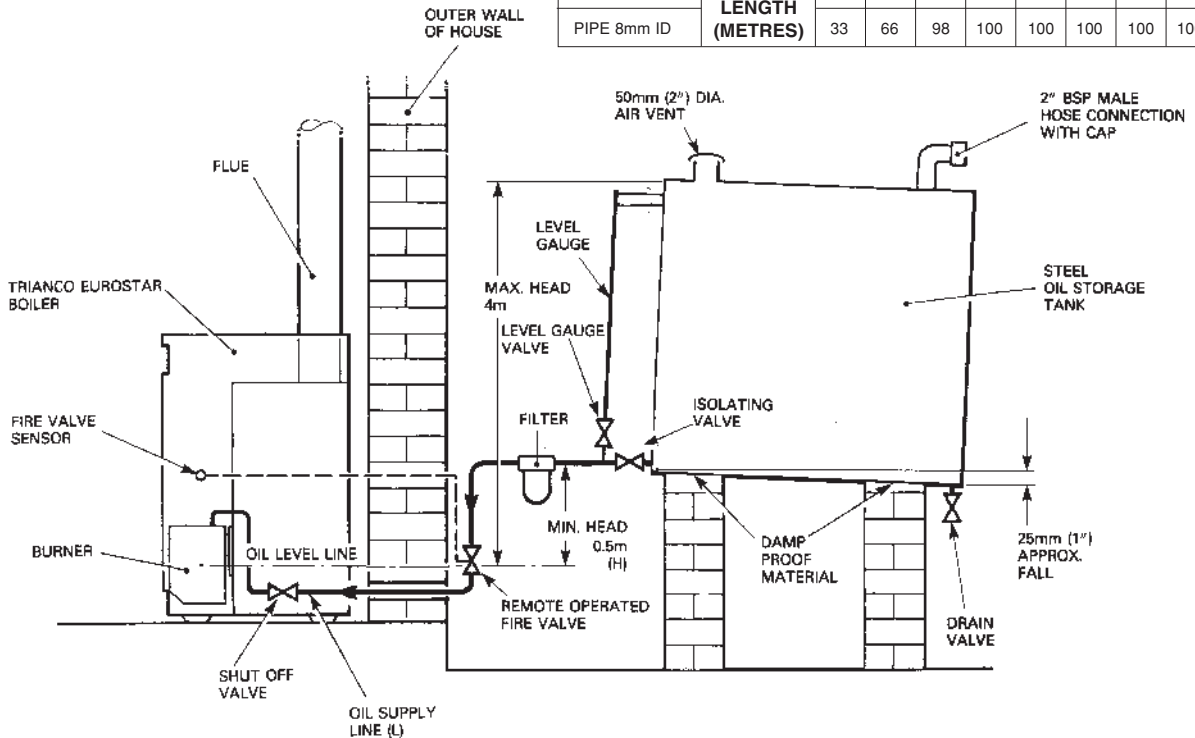 LENGTH
(METRES)
PIPE 8mm ID
33 66 98 100 100 100 100
OUTER WALL
OF HOUSE
50mm (2") DIA.
AIR VENT
2" BSP MALE
HOSE CONNECTION
WITH CAP
FLUE
LEVEL
GAUGE
STEEL
OIL STORAGE
TANK
TRIANCO EUROSTAR
BOILER
MAX. HEAD
4m
LEVEL GAUGE
VALVE
ISOLATING
VALVE
FILTER
FIRE VALVE
SENSOR
MIN. HEAD
0.5m
(H)
DAMP
PROOF
MATERIAL
25mm (1")
APPROX.
FALL
BURNER
OIL LEVEL LINE
REMOTE OPERATED
FIRE VALVE
DRAIN
VALVE
SHUT OFF
VALVE
OIL SUPPLY
LINE (L)